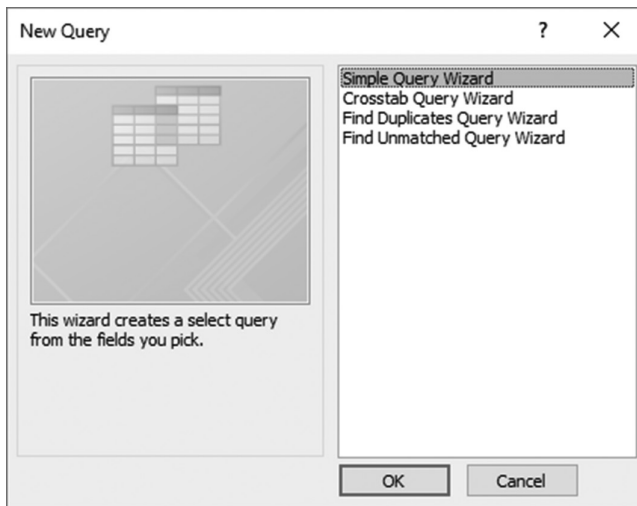 New Query
?
Simple Query Wizard
Crosstab Query Wizard
Find Duplicates Query Wizard
Find Unmatched Query Wizard
This wizard creates a select query
from the fields you pick.
OK
Cancel